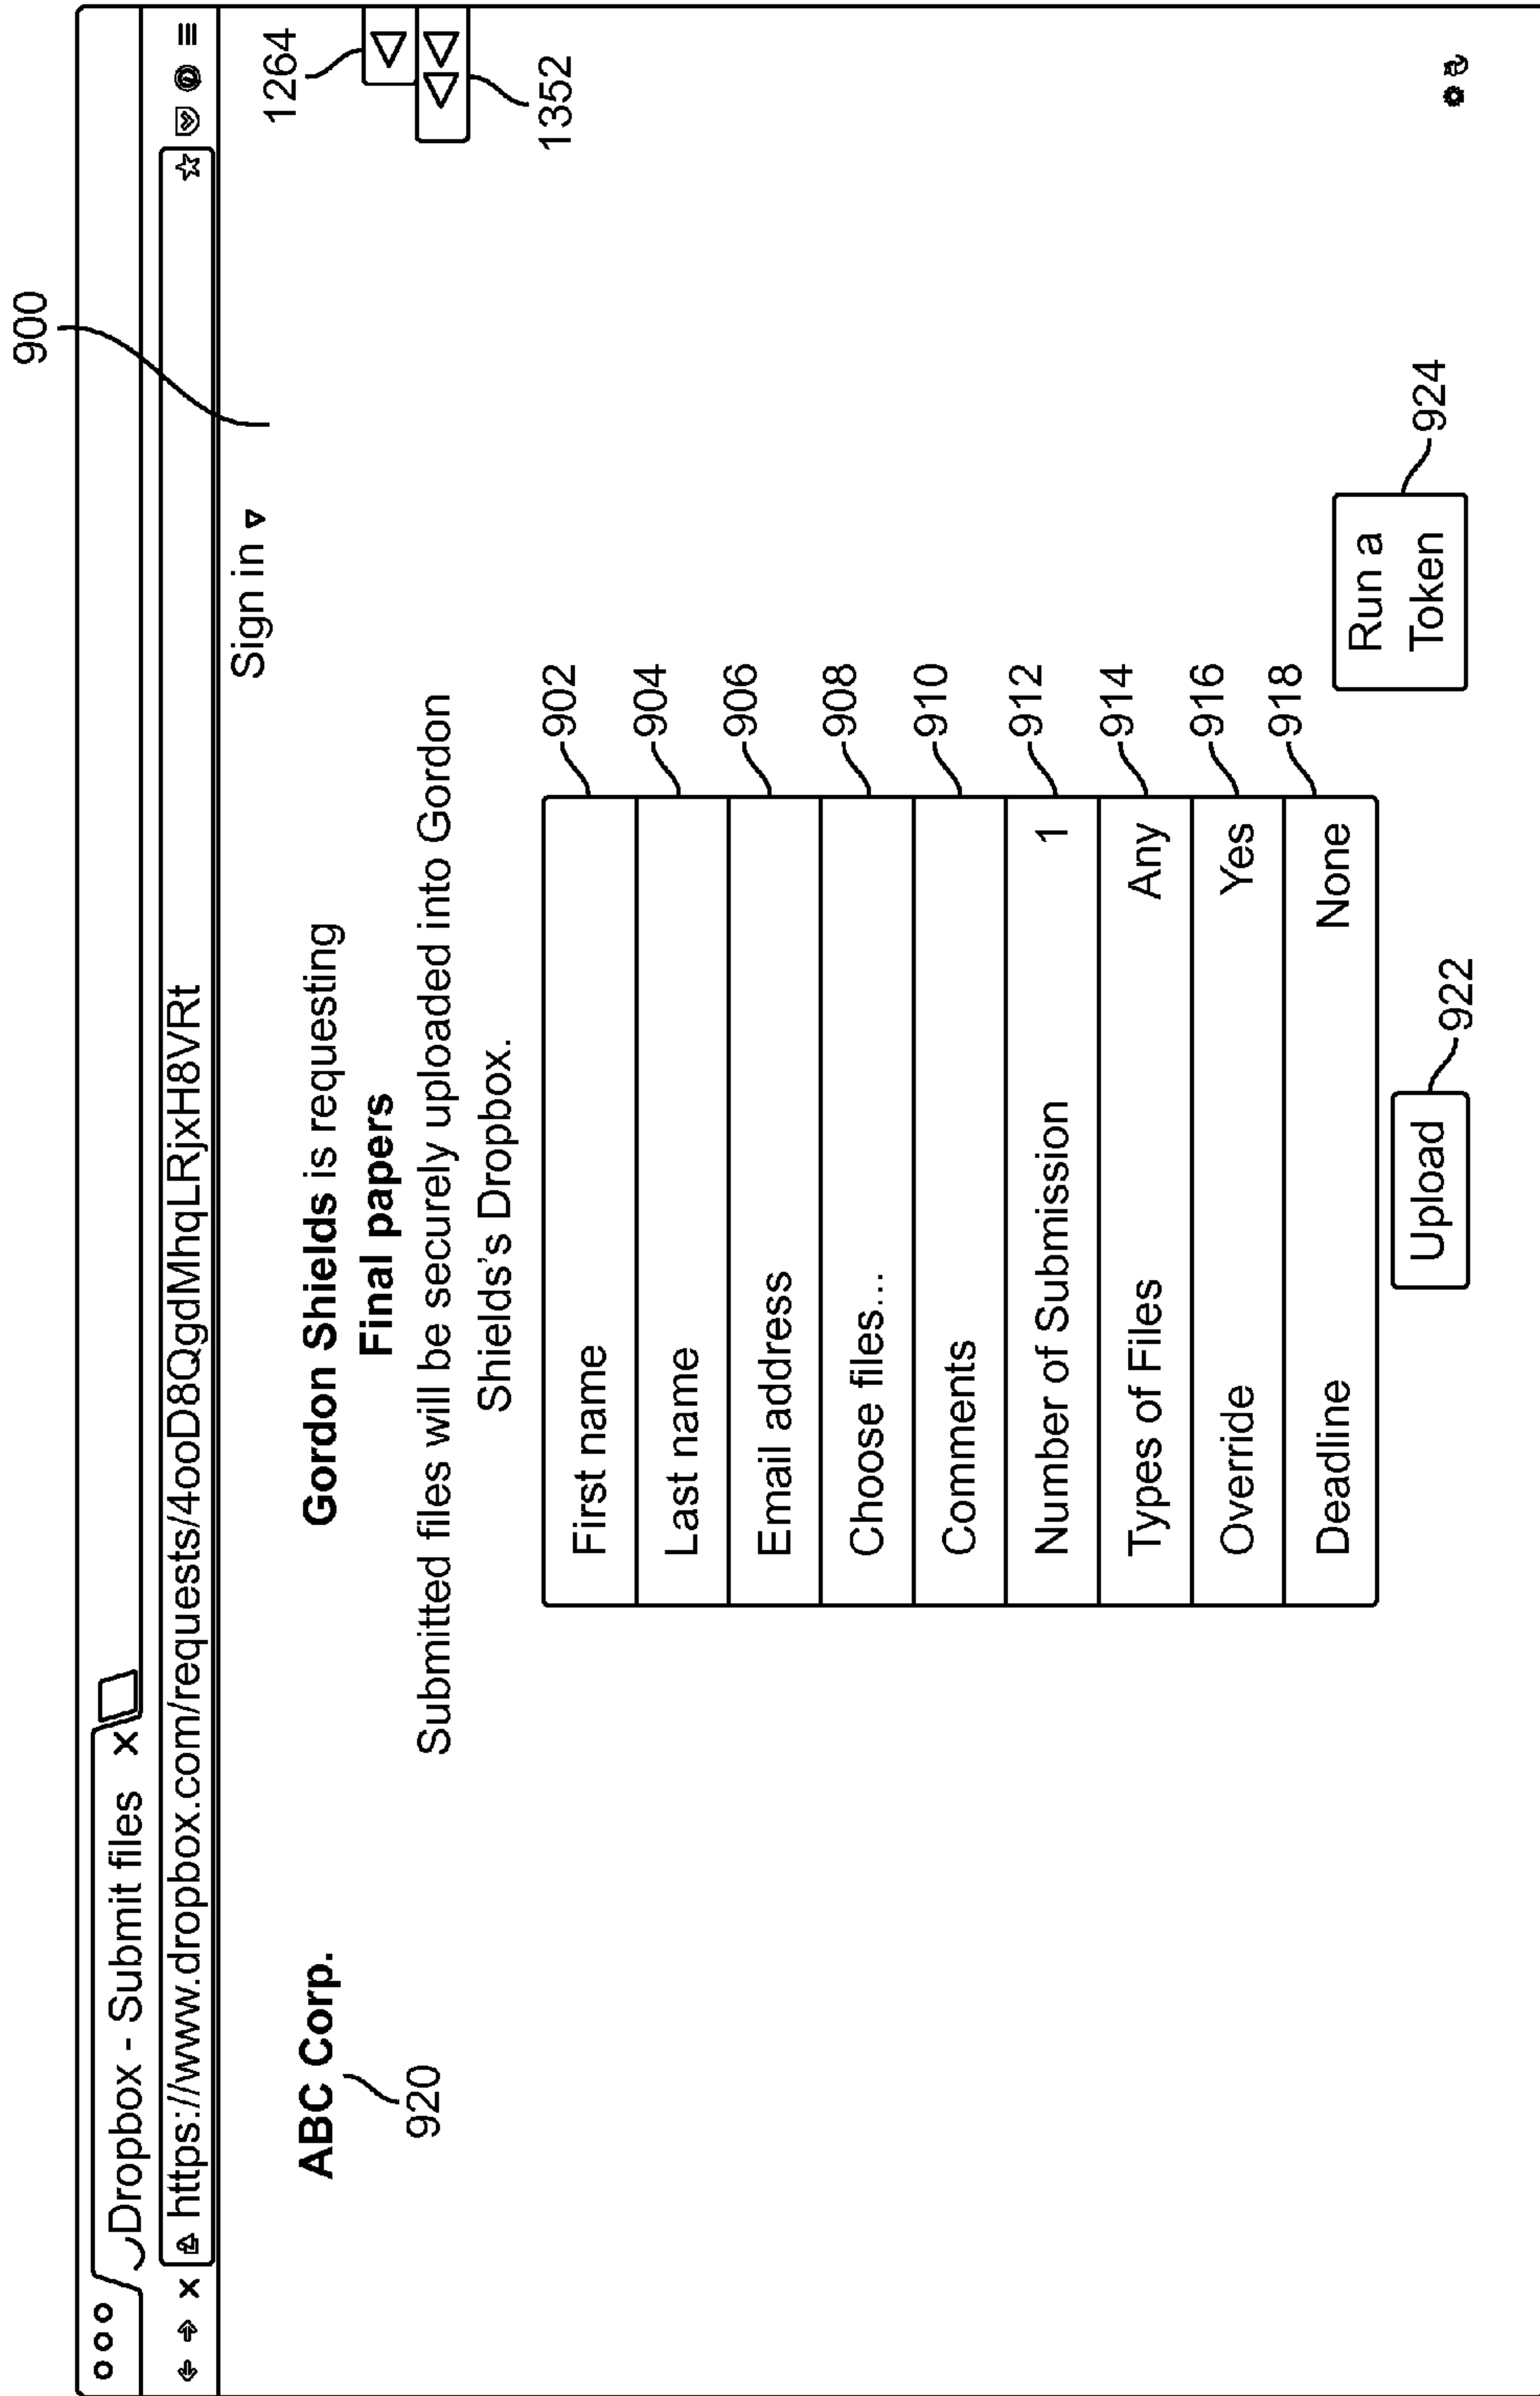 900
Dropbox - Submit files
https://www.dropbox.com/requests/4ooD8QgdMhqLRjxH8VRt
Sign in
1264
1352
ABC Corp.
920
Gordon Shields is requesting
Final papers
Submitted files will be securely uploaded into Gordon
Shields's Dropbox.
First name 902
Last name 904
Email address 906
Choose files... 908
Comments 910
Number of Submission 1 912
Types of Files Any 914
Override Yes 916
Deadline None 918
Upload
922
Run a
Token
924